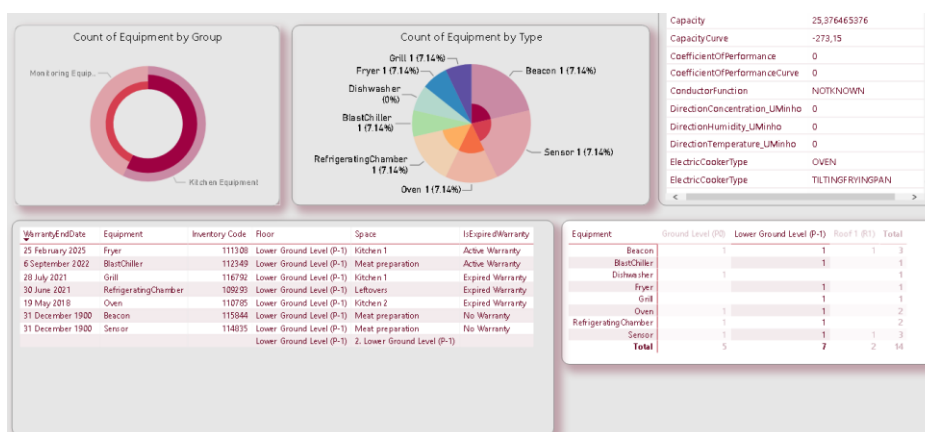 Count of Equipment by Group
Monitoring Equip...
Kitchen Equipment
Count of Equipment by Type
Grill 1 (7.14%)
Fryer 1 (7.14%)
Dishwasher
(0%)
BlastChiller
1 (7.14%)
RefrigeratingChamber
1 (7.14%)
Oven 1 (7.14%)
Sensor 1 (7.14%)
Beacon 1 (7.14%)
Capacity 25,376465376
CapacityCurve -273,15
CoefficientOfPerformance 0
CoefficientOfPerformanceCurve 0
ConductorFunction NOTKNOWN
DirectionConcentration_UMinho 0
DirectionHumidity_UMinho 0
DirectionTemperature_UMinho 0
ElectricCookerType OVEN
ElectricCookerType TILTINGFRYINGPAN
WarrantyEndDate Equipment Inventory Code Floor Space IsExpiredWarranty
25 February 2025 Fryer 111308 Lower Ground Level (P-1) Kitchen 1 Active Warranty
6 September 2022 BlastChiller 112349 Lower Ground Level (P-1) Meat preparation Active Warranty
28 July 2021 Grill 116792 Lower Ground Level (P-1) Kitchen 1 Expired Warranty
30 June 2021 RefrigeratingChamber 109293 Lower Ground Level (P-1) Leftovers Expired Warranty
19 May 2018 Oven 110785 Lower Ground Level (P-1) Kitchen 2 Expired Warranty
31 December 1900 Beacon 115844 Lower Ground Level (P-1) Meat preparation No Warranty
31 December 1900 Sensor 114835 Lower Ground Level (P-1) Meat preparation No Warranty
Lower Ground Level (P-1) 2. Lower Ground Level (P-1)
Equipment Ground Level (P0) Lower Ground Level (P-1) Roof 1 (R1) Total
Beacon 1 1 1 3
BlastChiller 1 1
Dishwasher 1 1
Fryer 1 1
Grill 1 1
Oven 1 1 2
RefrigeratingChamber 1 1 2
Sensor 1 1 1 3
Total 5 7 2 14